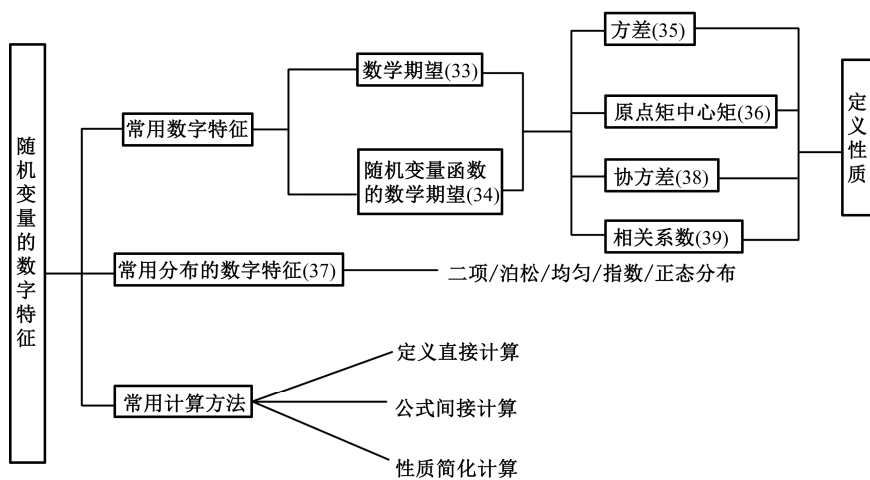 随机变量的数字特征
常用数字特征
数学期望(33)
随机变量函数
的数学期望(34)
方差(35)
原点矩中心矩(36)
协方差(38)
相关系数(39)
定义性质
常用分布的数字特征(37)
二项/泊松/均匀/指数/正态分布
常用计算方法
定义直接计算
公式间接计算
性质简化计算